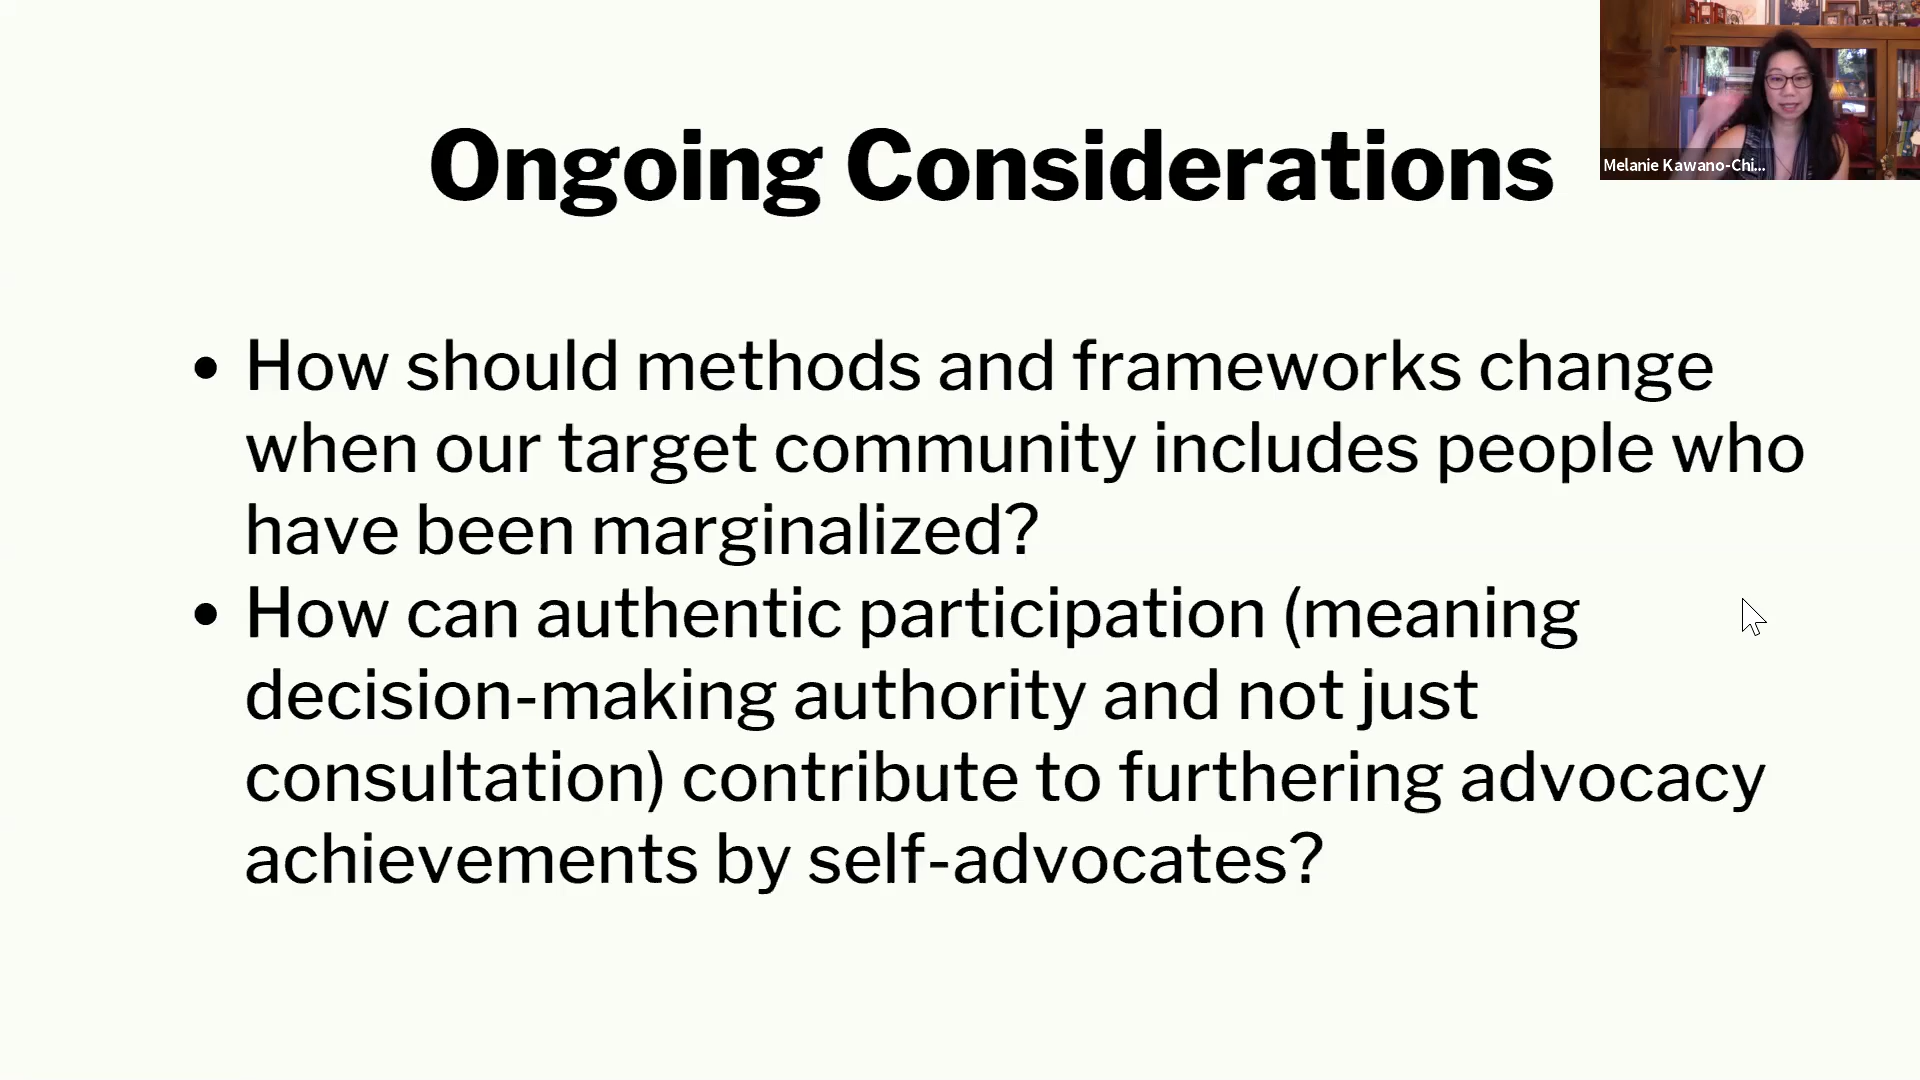 Ongoing Considerations
Melanie Kawano-Chi...
• How should methods and frameworks change
when our target community includes people who
have been marginalized?
• How can authentic participation (meaning
decision-making authority and not just
consultation) contribute to furthering advocacy
achievements by self-advocates?